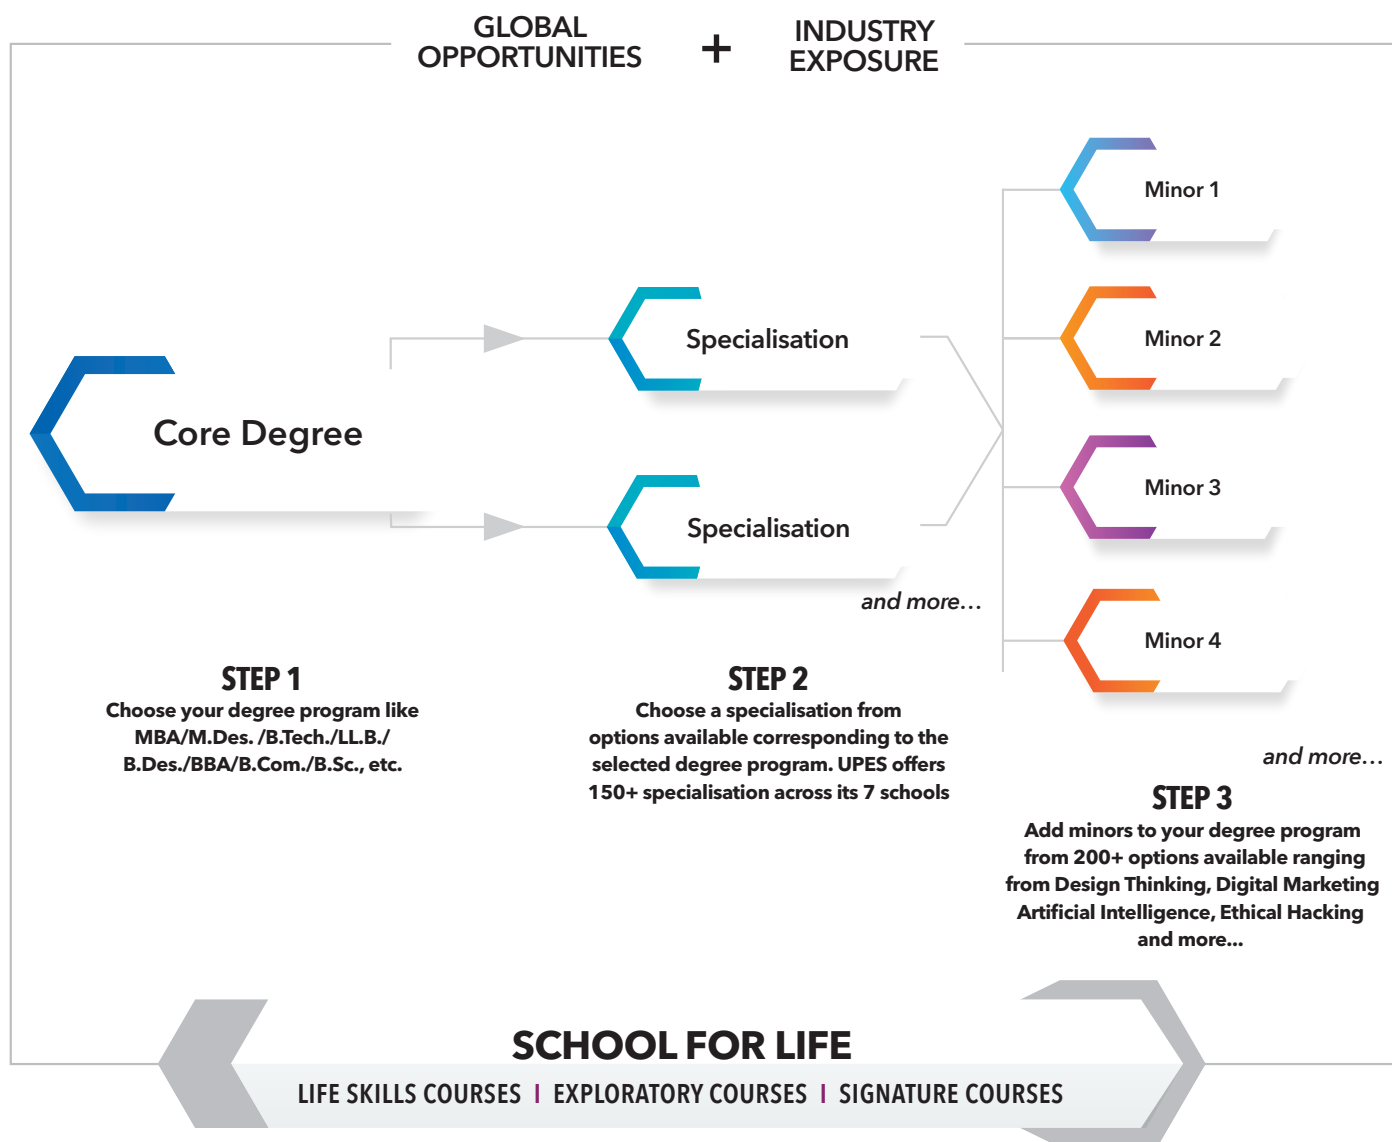 GLOBAL
OPPORTUNITIES
+
INDUSTRY
EXPOSURE
Core Degree
Specialisation
Specialisation
and more...
Minor 1
Minor 2
Minor 3
Minor 4
and more...
STEP 1
Choose your degree program like
MBA/M.Des. /B.Tech./LL.B./
B.Des./BBA/B.Com./B.Sc., etc.
STEP 2
Choose a specialisation from
options available corresponding to the
selected degree program. UPES offers
150+ specialisation across its 7 schools
STEP 3
Add minors to your degree program
from 200+ options available ranging
from Design Thinking, Digital Marketing
Artificial Intelligence, Ethical Hacking
and more...
SCHOOL FOR LIFE
LIFE SKILLS COURSES | EXPLORATORY COURSES | SIGNATURE COURSES